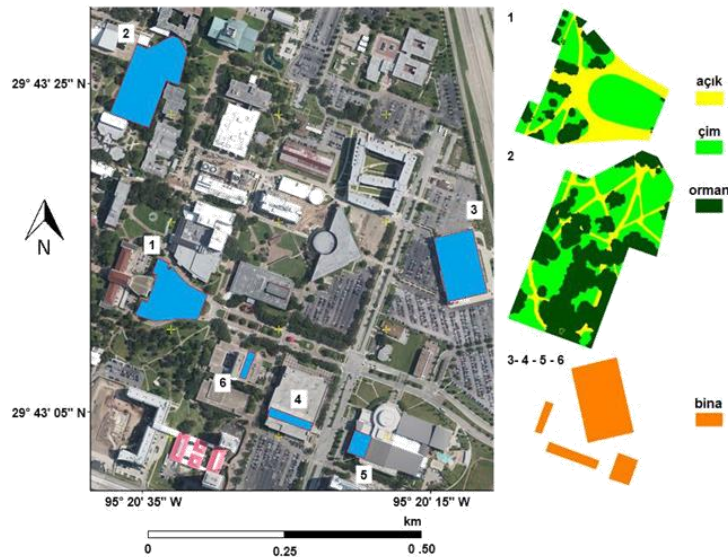 2
29° 43' 25'' N
3
1
6
4
29° 43' 05'' N
5
95° 20' 35'' W
95° 20' 15'' W
N
km
0
0.25
0.50
1
açık
çim
2
orman
3- 4 - 5 - 6
bina